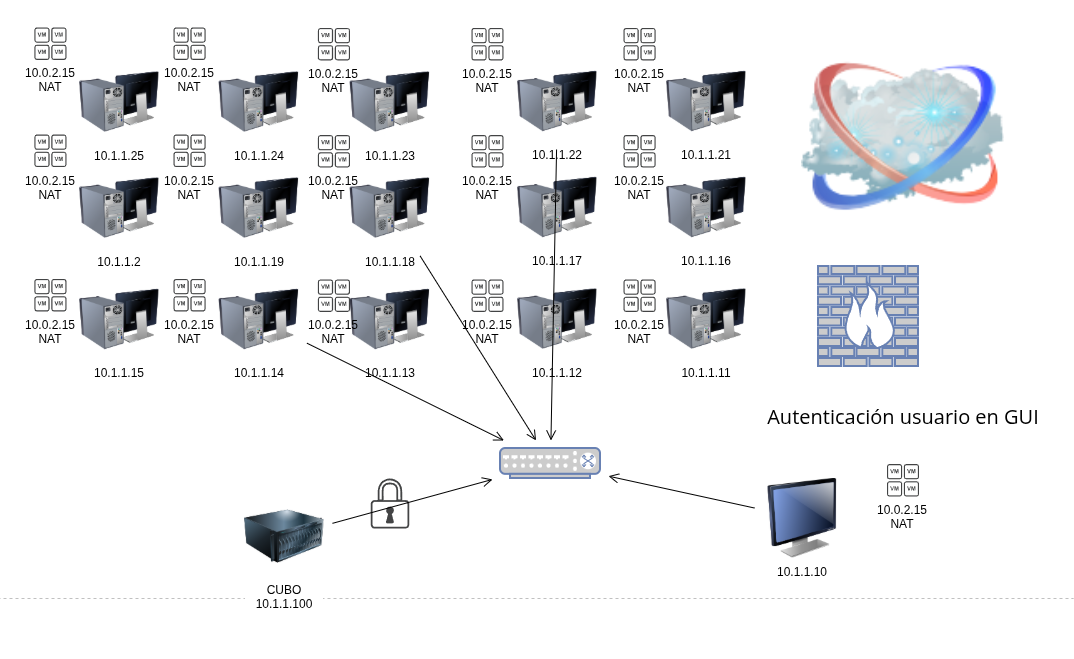 VM VM VM VM VM VM VM VM VM VM
VM VM VM VM VM VM VM VM VM VM
10.0.2.15 10.0.2.15 10.0.2.15 10.0.2.15 10.0.2.15
NAT NAT NAT NAT NAT
10.1.1.25 10.1.1.24 10.1.1.23 10.1.1.22 10.1.1.21
VM VM VM VM VM VM VM VM VM VM
VM VM VM VM VM VM VM VM VM VM
10.0.2.15 10.0.2.15 10.0.2.15 10.0.2.15 10.0.2.15
NAT NAT NAT NAT NAT
10.1.1.2 10.1.1.19 10.1.1.18 10.1.1.17 10.1.1.16
VM VM VM VM VM VM VM VM VM VM
VM VM VM VM VM VM VM VM VM VM
10.0.2.15 10.0.2.15 10.0.2.15 10.0.2.15 10.0.2.15
NAT NAT NAT NAT NAT
10.1.1.15 10.1.1.14 10.1.1.13 10.1.1.12 10.1.1.11
Autenticación usuario en GUI
VM VM
VM VM
10.0.2.15
NAT
10.1.1.10
CUBO
10.1.1.100